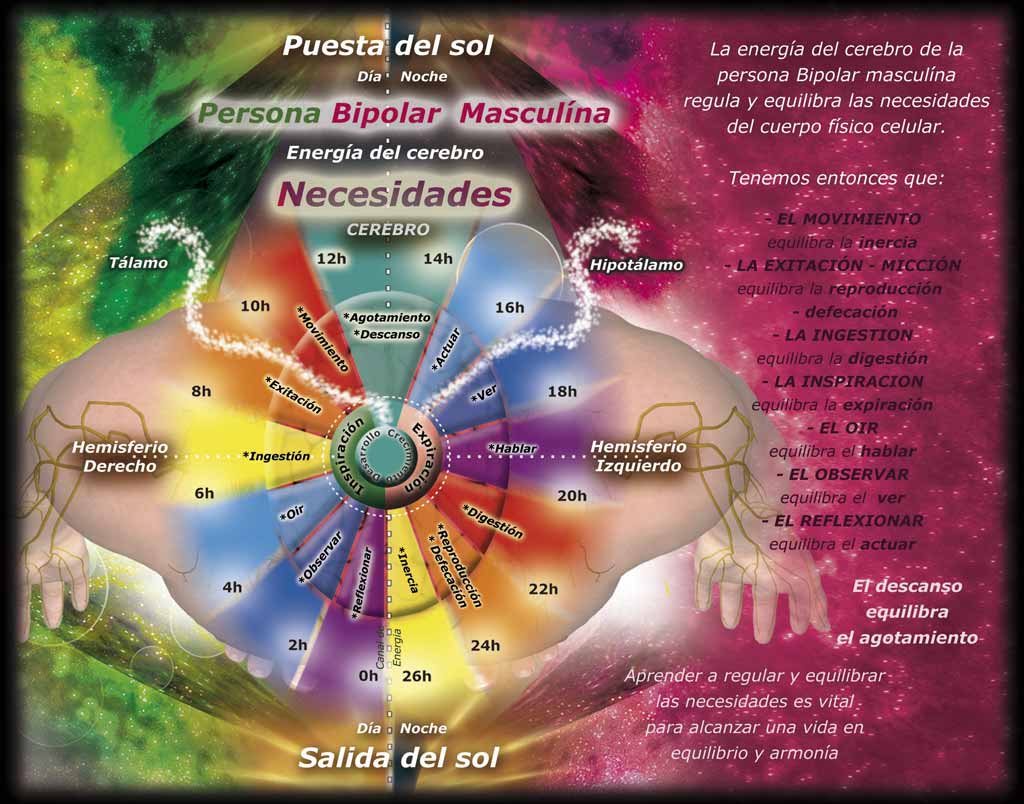 Puesta del sol
Día Noche
Persona Bipolar Masculína
Energía del cerebro
Necesidades
CEREBRO
Tálamo
Hipotálamo
12h
14h
10h
16h
8h
18h
6h
20h
4h
22h
2h
24h
0h
26h
*Agotamiento
*Descanso
*Movimiento
*Actuar
*Exitación
*Ver
*Ingestión
*Hablar
*Oir
*Digestión
*Observar
*Reproducción
*Defecación
*Reflexionar
*Inercia
Inspiración
Expiración
Desarrollo
Crecimiento
Hemisferio
Derecho
Hemisferio
Izquierdo
Canal de
Energía
Día Noche
Salida del sol
La energía del cerebro de la
persona Bipolar masculína
regula y equilibra las necesidades
del cuerpo físico celular.
Tenemos entonces que:
- EL MOVIMIENTO
equilibra la inercia
- LA EXITACIÓN - MICCIÓN
equilibra la reproducción
- defecación
- LA INGESTION
equilibra la digestión
- LA INSPIRACION
equilibra la expiración
- EL OIR
equilibra el hablar
- EL OBSERVAR
equilibra el ver
- EL REFLEXIONAR
equilibra el actuar
El descanso
equilibra
el agotamiento
Aprender a regular y equilibrar
las necesidades es vital
para alcanzar una vida en
equilibrio y armonía